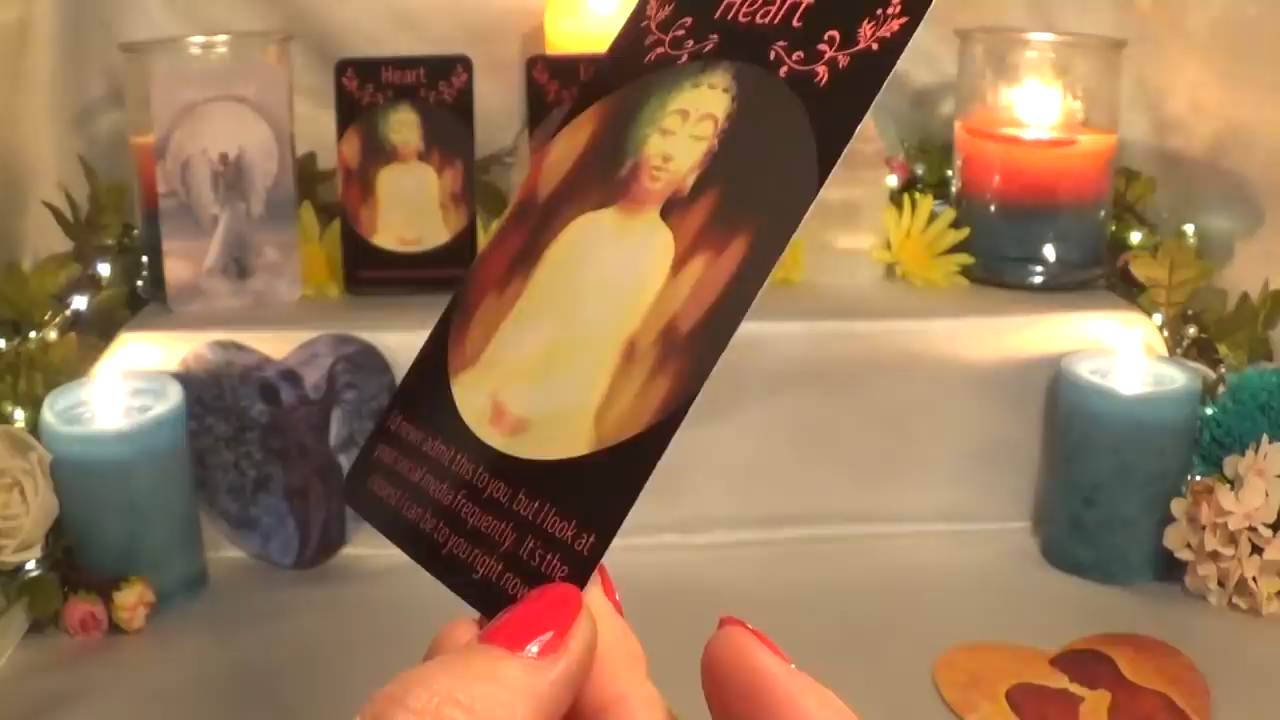 Heart
Heart
I'd never admit this to you, but I look at
your social media frequently. It's the
closest I can be to you right now.